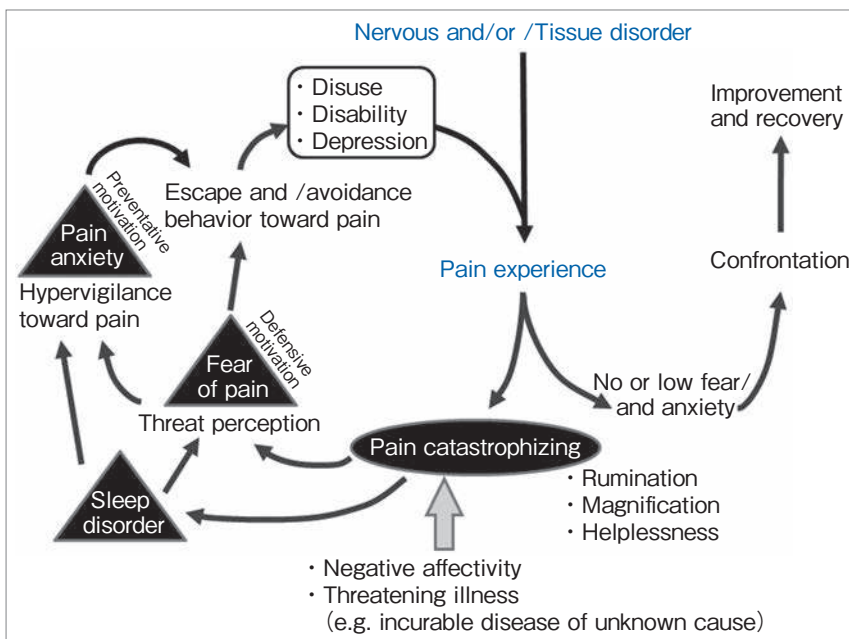 Nervous and/or /Tissue disorder
・Disuse
・Disability
・Depression
Improvement
and recovery
Preventative
motivation
Escape and /avoidance
behavior toward pain
Pain
anxiety
Pain experience
Confrontation
Hypervigilance
toward pain
Defensive
motivation
Fear
of pain
No or low fear/
and anxiety
Threat perception
Pain catastrophizing
・Rumination
・Magnification
・Helplessness
Sleep
disorder
・Negative affectivity
・Threatening illness
(e.g. incurable disease of unknown cause)